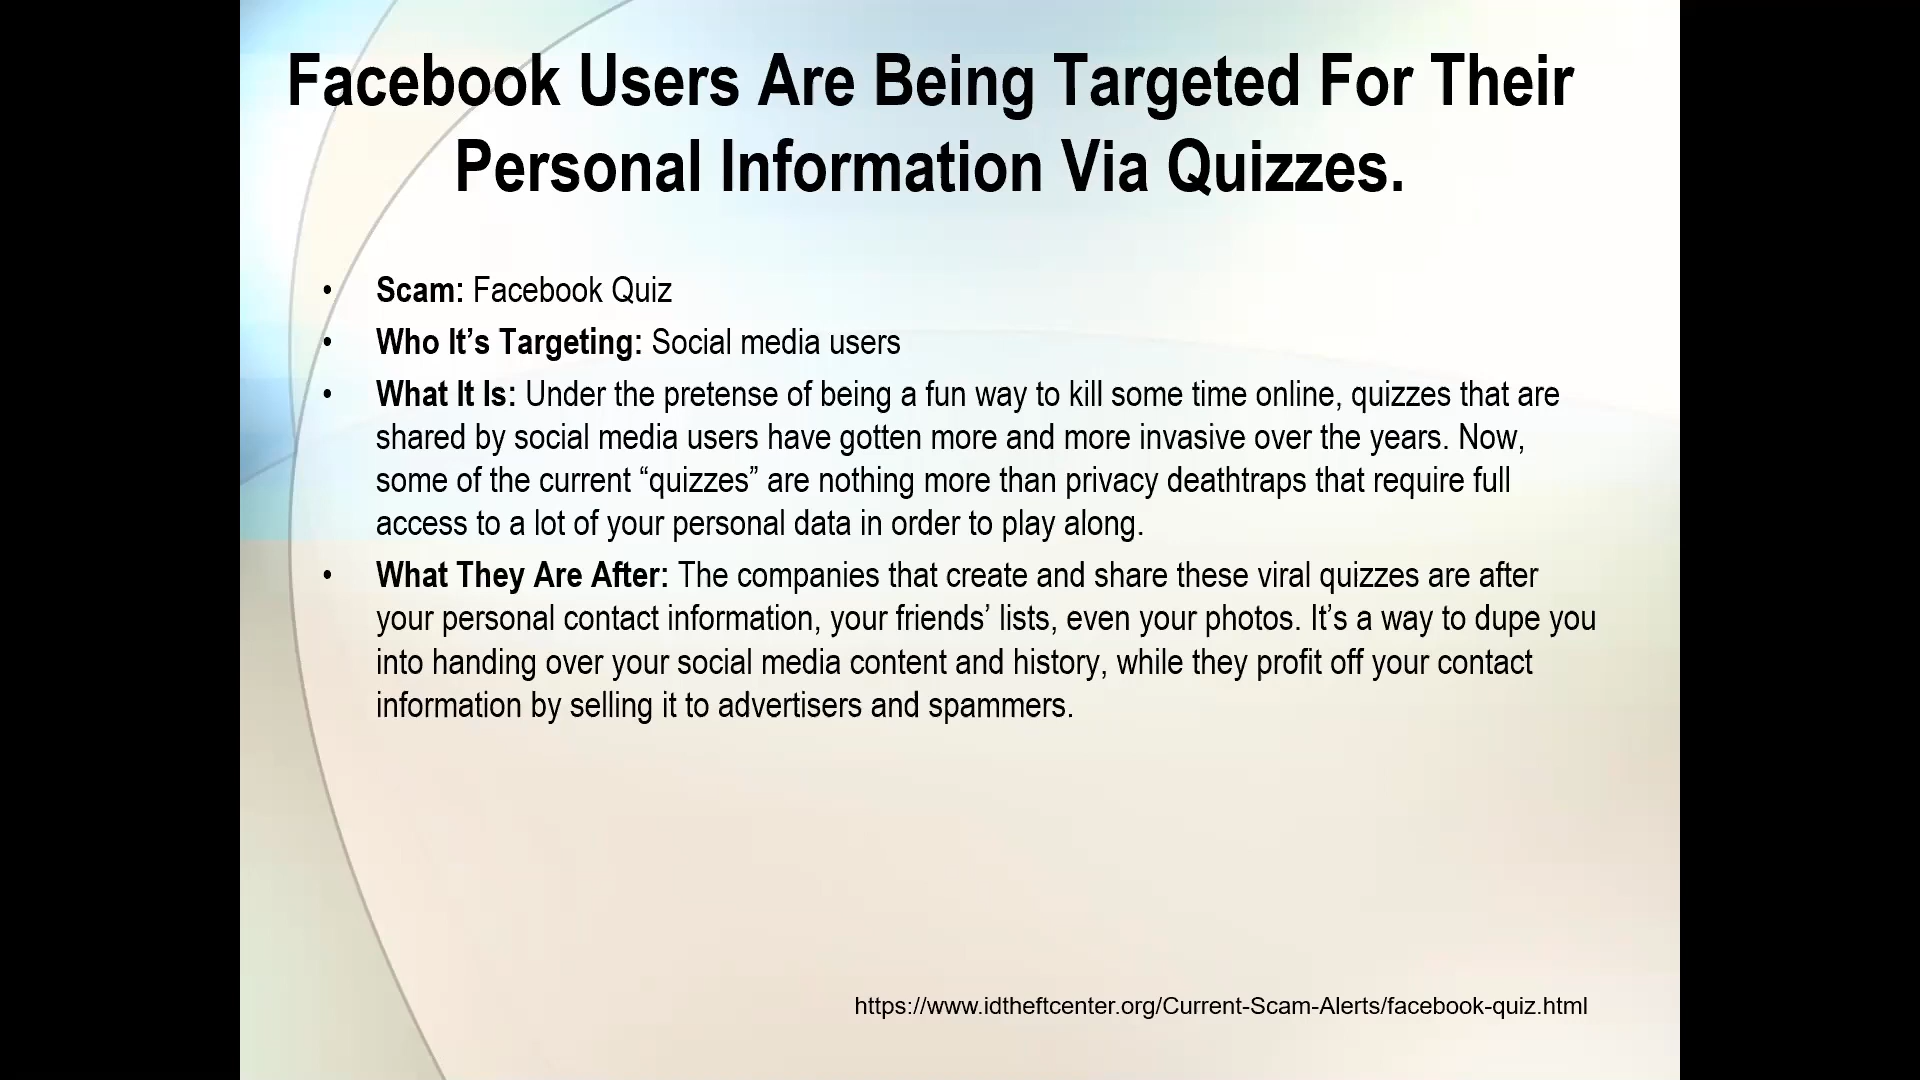 Facebook Users Are Being Targeted For Their
Personal Information Via Quizzes.
• Scam: Facebook Quiz
• Who It’s Targeting: Social media users
• What It Is: Under the pretense of being a fun way to kill some time online, quizzes that are
shared by social media users have gotten more and more invasive over the years. Now,
some of the current “quizzes” are nothing more than privacy deathtraps that require full
access to a lot of your personal data in order to play along.
• What They Are After: The companies that create and share these viral quizzes are after
your personal contact information, your friends’ lists, even your photos. It’s a way to dupe you
into handing over your social media content and history, while they profit off your contact
information by selling it to advertisers and spammers.
https://www.idtheftcenter.org/Current-Scam-Alerts/facebook-quiz.html